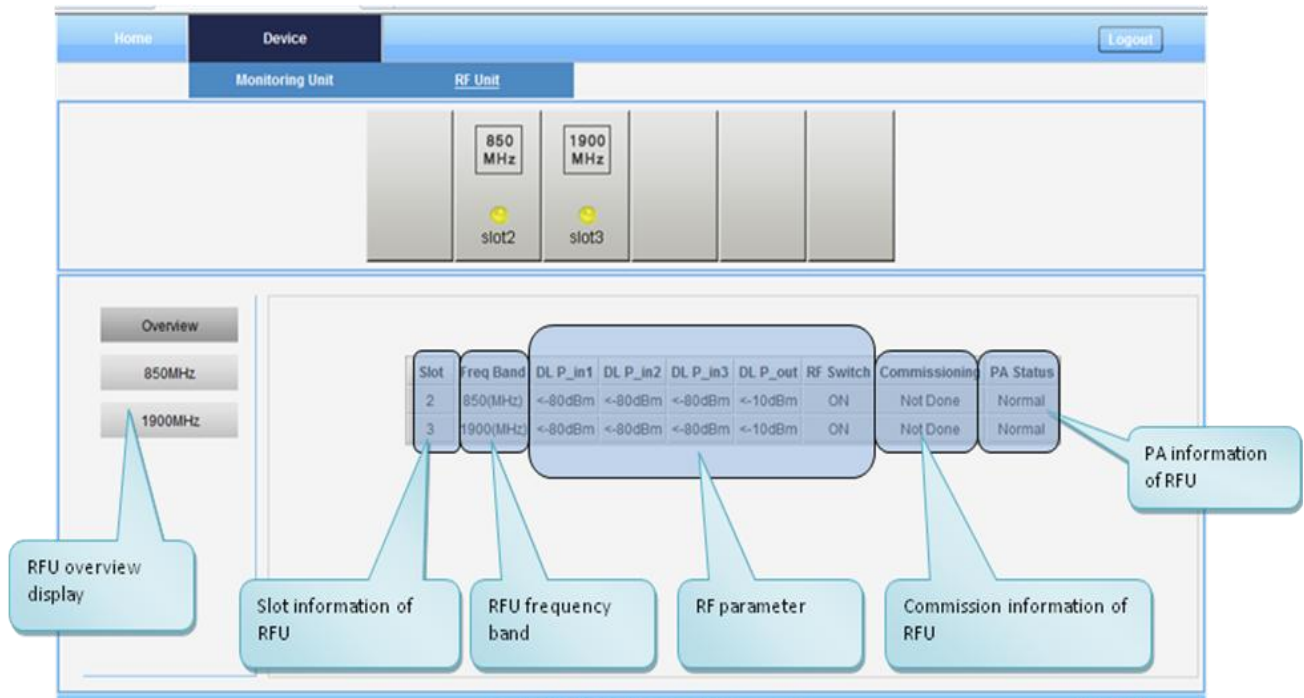 Home Device Logout
Monitoring Unit RF Unit
850 MHz
1900 MHz
slot2 slot3
Overview
850MHz
1900MHz
Slot Freq Band DL P_in1 DL P_in2 DL P_in3 DL P_out RF Switch Commissioning PA Status
2 850(MHz) <-80dBm <-80dBm <-80dBm <-10dBm ON Not Done Normal
3 1900(MHz) <-80dBm <-80dBm <-80dBm <-10dBm ON Not Done Normal
PA information
of RFU
RFU overview
display
Slot information of
RFU
RFU frequency
band
RF parameter
Commission information of
RFU